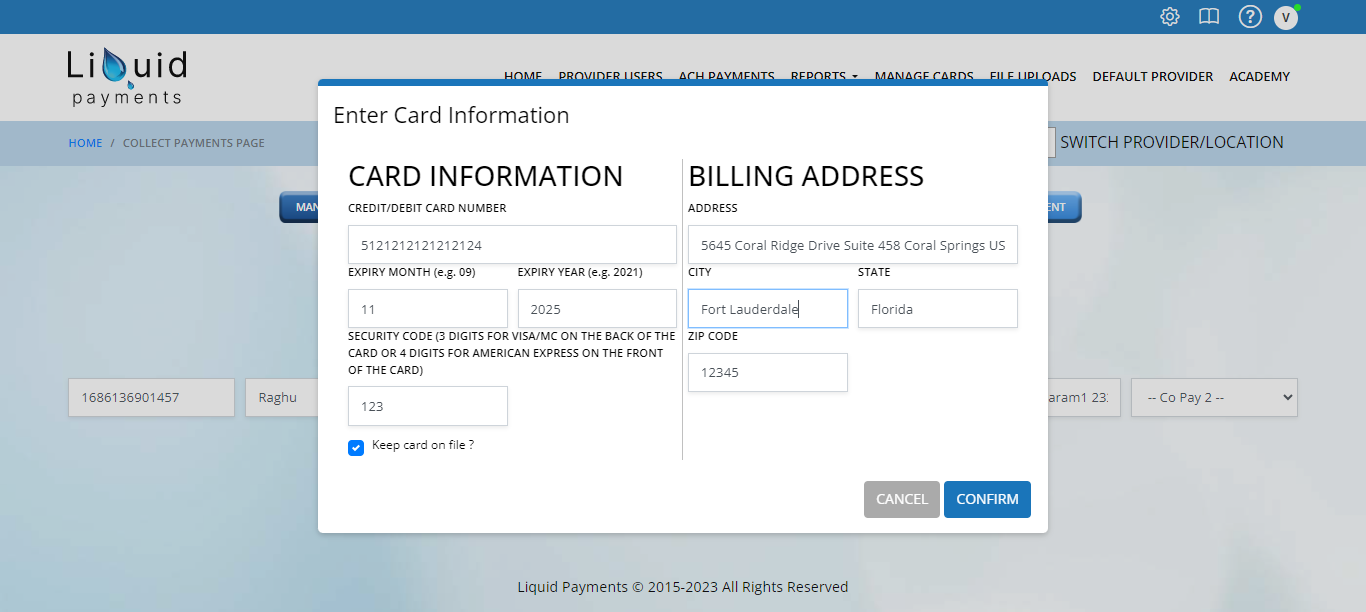 V
Liquid
payments
HOME PROVIDER USERS ACH PAYMENTS REPORTS MANAGE CARDS FILE UPLOADS DEFAULT PROVIDER ACADEMY
HOME / COLLECT PAYMENTS PAGE
SWITCH PROVIDER/LOCATION
Enter Card Information
CARD INFORMATION
CREDIT/DEBIT CARD NUMBER
5121212121212124
EXPIRY MONTH (e.g. 09) EXPIRY YEAR (e.g. 2021)
11 2025
SECURITY CODE (3 DIGITS FOR VISA/MC ON THE BACK OF THE
CARD OR 4 DIGITS FOR AMERICAN EXPRESS ON THE FRONT
OF THE CARD)
123
Keep card on file ?
BILLING ADDRESS
ADDRESS
5645 Coral Ridge Drive Suite 458 Coral Springs US
CITY STATE
Fort Lauderdale Florida
ZIP CODE
12345
CANCEL CONFIRM
MAN
ENT
1686136901457 Raghu
aram1 23 -- Co Pay 2 --
Liquid Payments © 2015-2023 All Rights Reserved